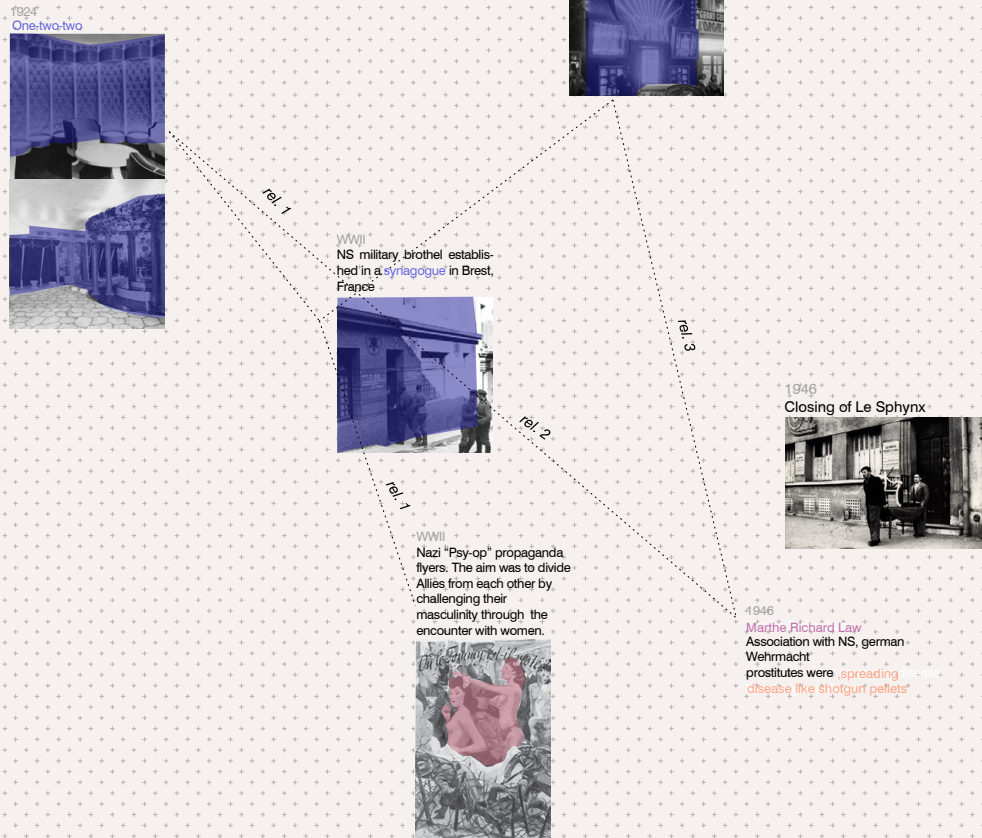 1924
One-two-two
GRAND
rel. 1
WWII
NS military brothel establis-
hed in a synagogue in Brest,
France
rel. 3
1946
Closing of Le Sphynx
rel. 2
rel. 1
WWII
Nazi “Psy-op” propaganda
flyers. The aim was to divide
Allies from each other by
challenging their
masculinity through the
encounter with women.
1946
Marthe Richard Law
Association with NS, german
Wehrmacht
prostitutes were ‚spreading
disease like shotgun pellets“